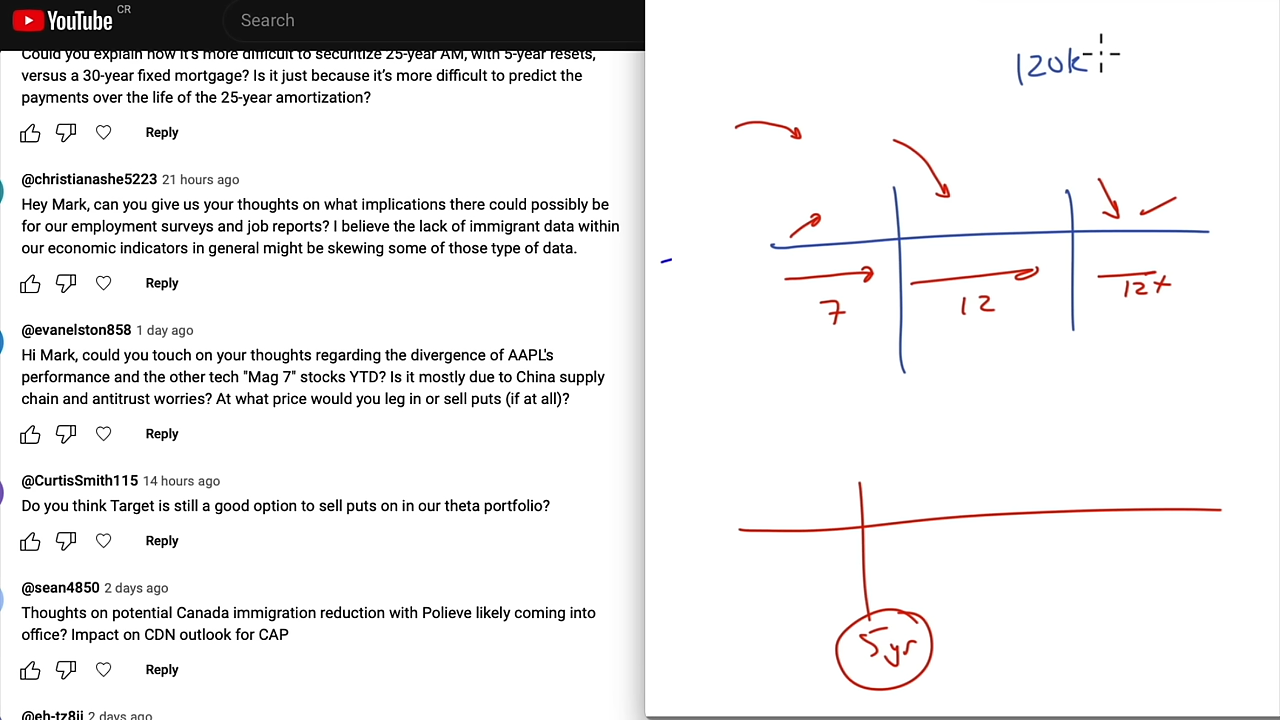 YouTube
CR
Search
Could you explain how it's more difficult to securitize 25-year AM, with 5-year resets,
versus a 30-year fixed mortgage? Is it just because it's more difficult to predict the
payments over the life of the 25-year amortization?
Reply
@christianashe5223 21 hours ago
Hey Mark, can you give us your thoughts on what implications there could possibly be
for our employment surveys and job reports? I believe the lack of immigrant data within
our economic indicators in general might be skewing some of those type of data.
Reply
@evanelston858 1 day ago
Hi Mark, could you touch on your thoughts regarding the divergence of AAPL's
performance and the other tech "Mag 7" stocks YTD? Is it mostly due to China supply
chain and antitrust worries? At what price would you leg in or sell puts (if at all)?
Reply
@CurtisSmith115 14 hours ago
Do you think Target is still a good option to sell puts on in our theta portfolio?
Reply
@sean4850 2 days ago
Thoughts on potential Canada immigration reduction with Polieve likely coming into
office? Impact on CDN outlook for CAP
Reply
@eh-tz8ii 2 days ago
120k
7
12
12+
5yr